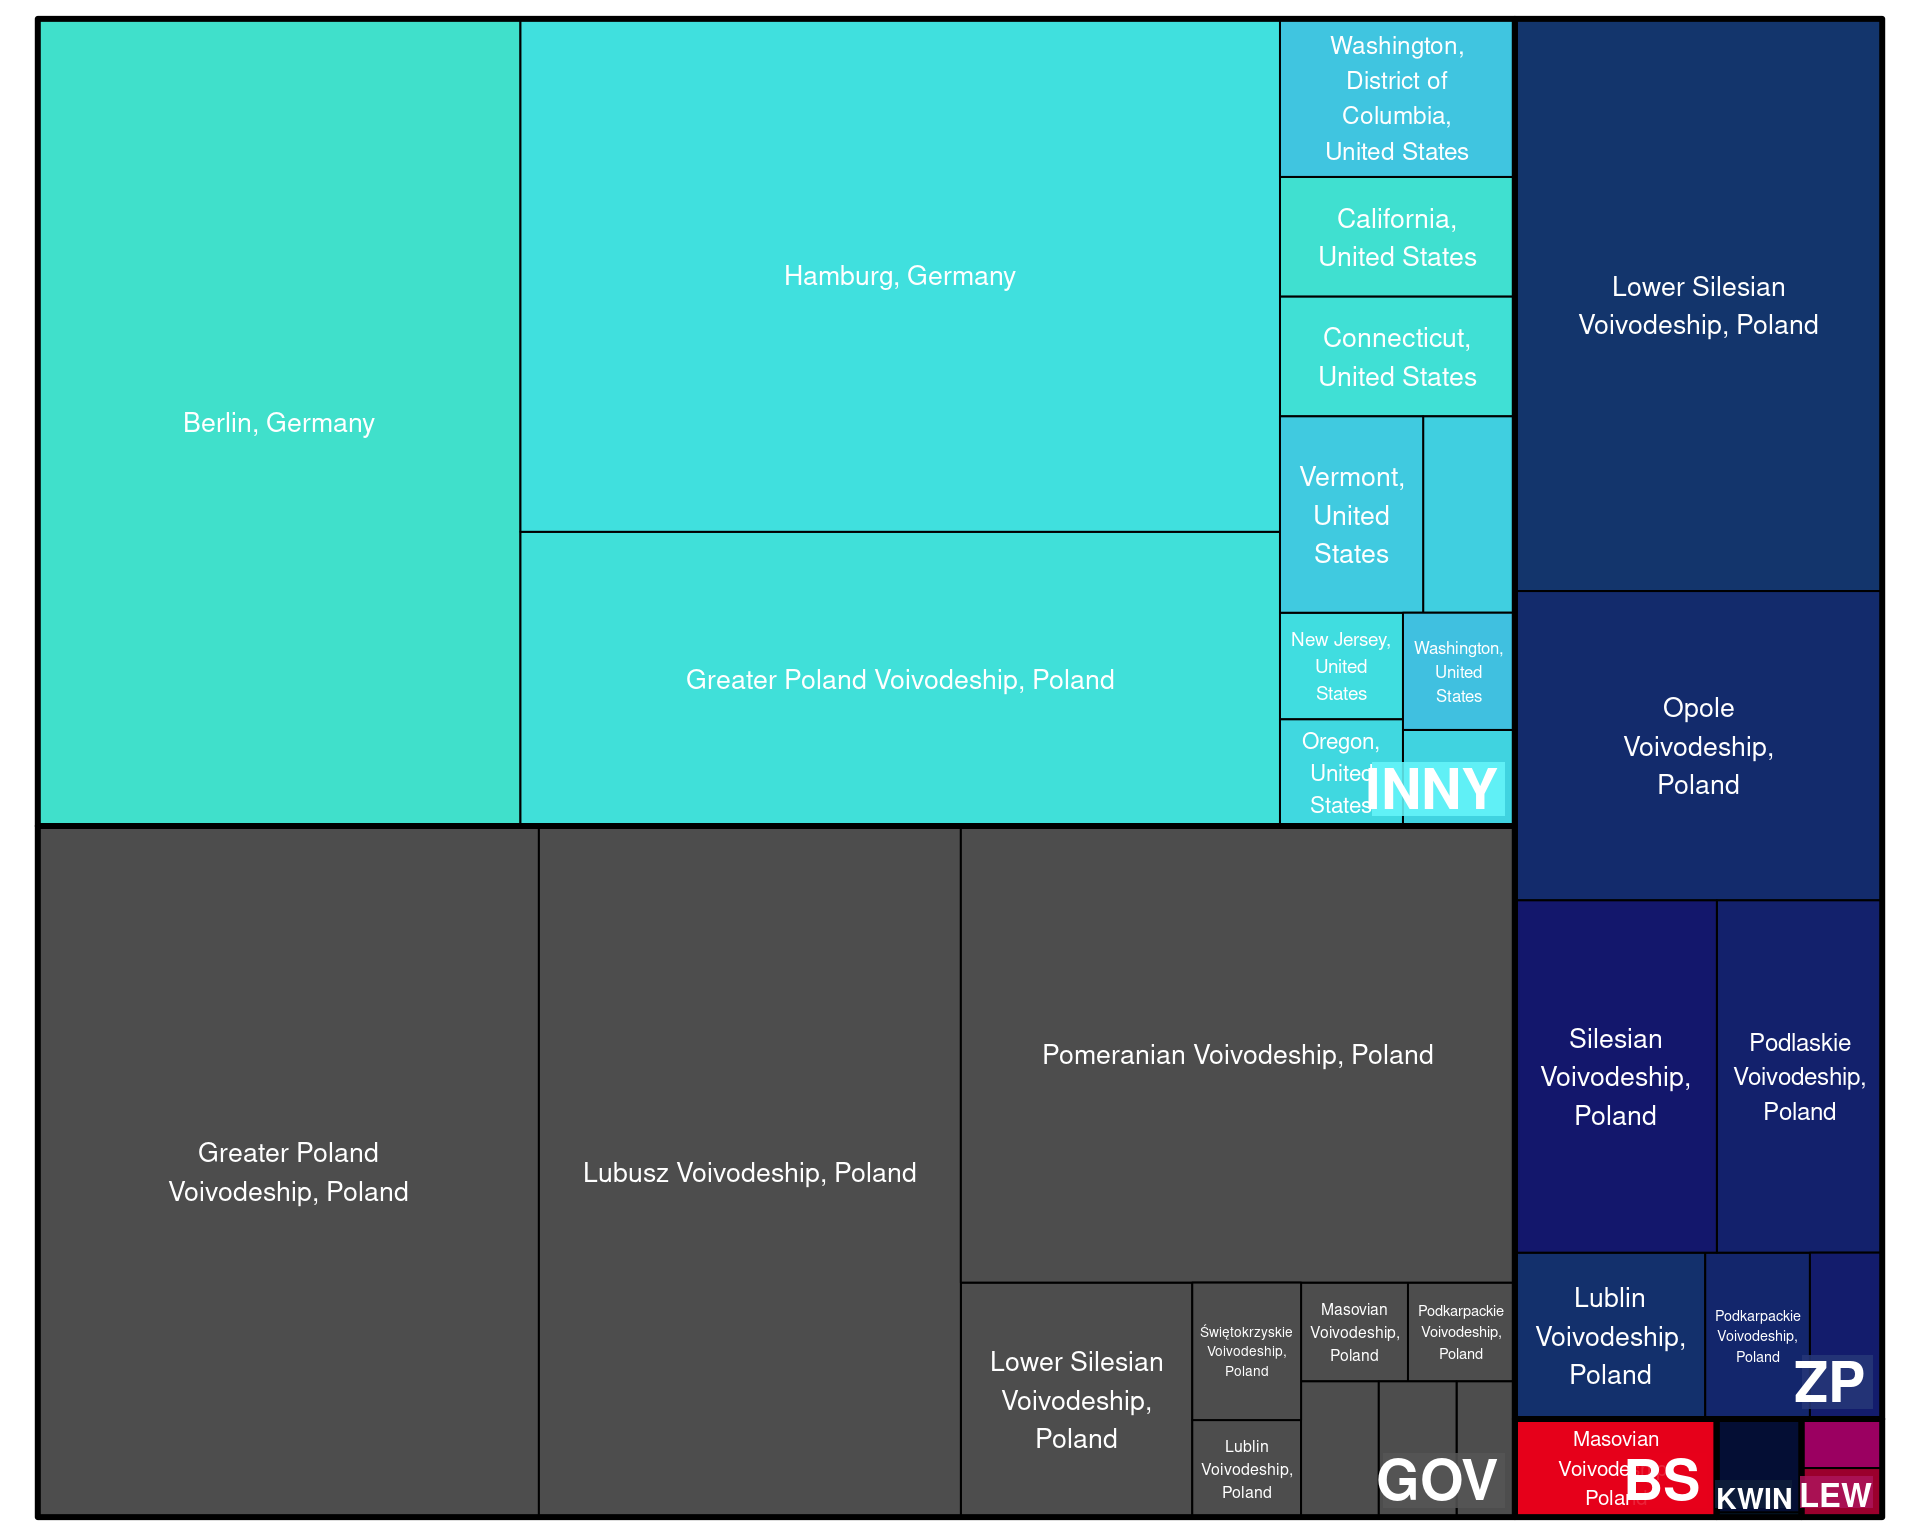 Berlin, Germany
Hamburg, Germany
Greater Poland Voivodeship, Poland
Washington,
District of
Columbia,
United States
California,
United States
Connecticut,
United States
Vermont,
United
States
New Jersey,
United
States
Washington,
United
States
Oregon,
United
States
INNY
Greater Poland
Voivodeship, Poland
Lubusz Voivodeship, Poland
Pomeranian Voivodeship, Poland
Lower Silesian
Voivodeship,
Poland
Świętokrzyskie
Voivodeship,
Poland
Lublin
Voivodeship,
Poland
Masovian
Voivodeship,
Poland
Podkarpackie
Voivodeship,
Poland
GOV
Lower Silesian
Voivodeship, Poland
Opole
Voivodeship,
Poland
Silesian
Voivodeship,
Poland
Podlaskie
Voivodeship,
Poland
Lublin
Voivodeship,
Poland
Podkarpackie
Voivodeship,
Poland
ZP
Masovian
Voivodeship,
Poland
BS
KWIN
LEW